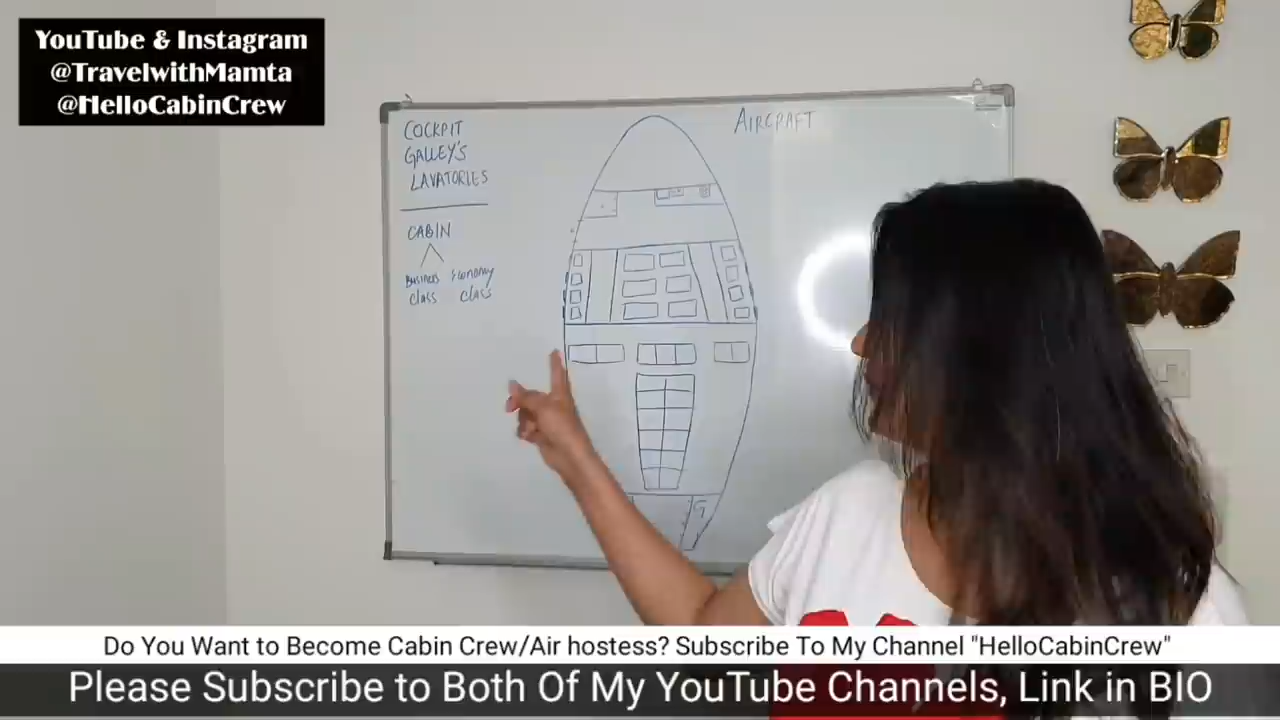 YouTube & Instagram
@TravelwithMamta
@HelloCabinCrew
COCKPIT
GALLEY'S
LAVATORIES
CABIN
BUSINESS Economy
class class
AIRCRAFT
G
Do You Want to Become Cabin Crew/Air hostess? Subscribe To My Channel "HelloCabinCrew"
Please Subscribe to Both Of My YouTube Channels, Link in BIO